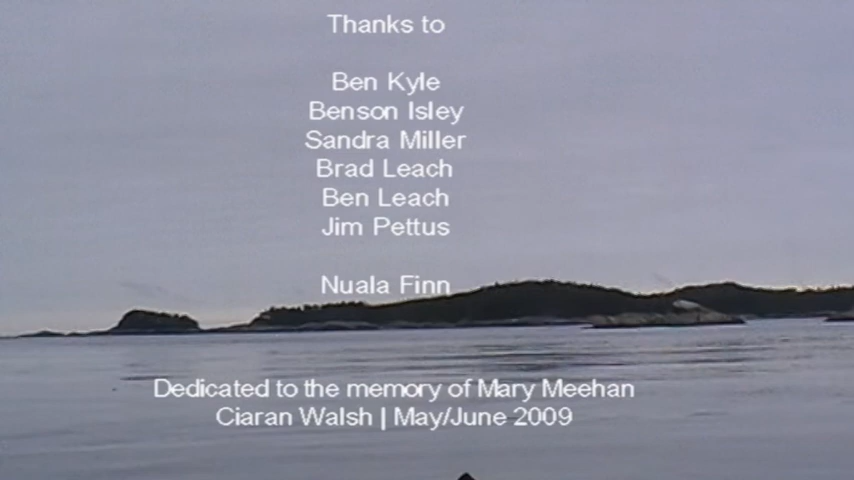 Thanks to
Ben Kyle
Benson Isley
Sandra Miller
Brad Leach
Ben Leach
Jim Pettus
Nuala Finn
Dedicated to the memory of Mary Meehan
Ciaran Walsh | May/June 2009